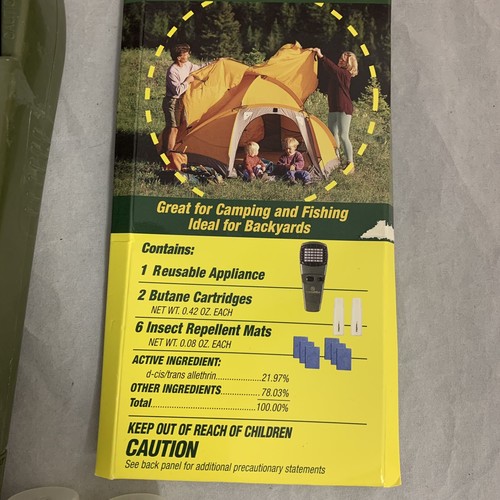 Great for Camping and Fishing
Ideal for Backyards
Contains:
1 Reusable Appliance
2 Butane Cartridges
NET WT. 0.42 OZ. EACH
6 Insect Repellent Mats
NET WT. 0.08 OZ. EACH
ACTIVE INGREDIENT:
d-cis/trans allethrin......................21.97%
OTHER INGREDIENTS....................78.03%
Total................................100.00%
KEEP OUT OF REACH OF CHILDREN
CAUTION
See back panel for additional precautionary statements